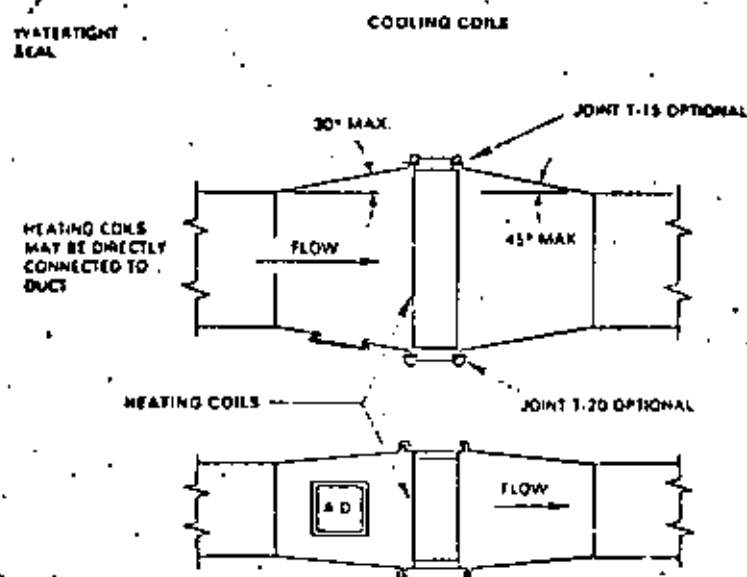 WATERTIGHT
SEAL
COOLING COILS
30° MAX.
JOINT T-15 OPTIONAL
HEATING COILS
MAY BE DIRECTLY
CONNECTED TO
DUCT
FLOW
45° MAX
HEATING COILS
JOINT T-20 OPTIONAL
A D
FLOW